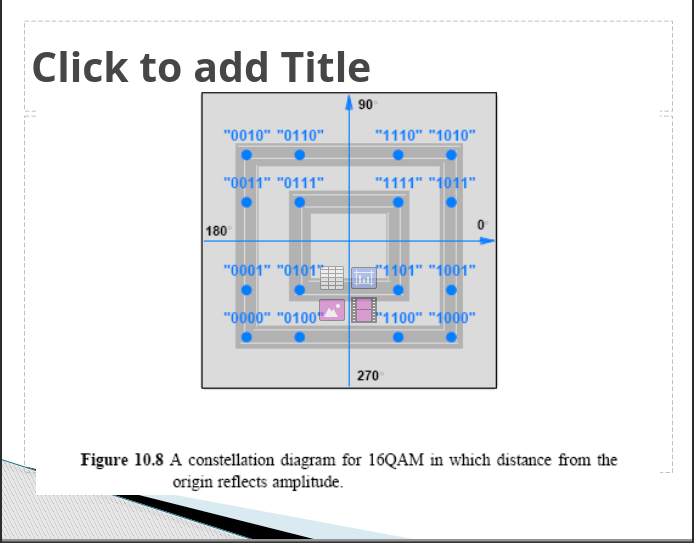 Click to add Title
90°
"0010" "0110" "1110" "1010"
"0011" "0111" "1111" "1011"
180° 0°
"0001" "0101" "1101" "1001"
"0000" "0100" "1100" "1000"
270°
Figure 10.8 A constellation diagram for 16QAM in which distance from the
origin reflects amplitude.